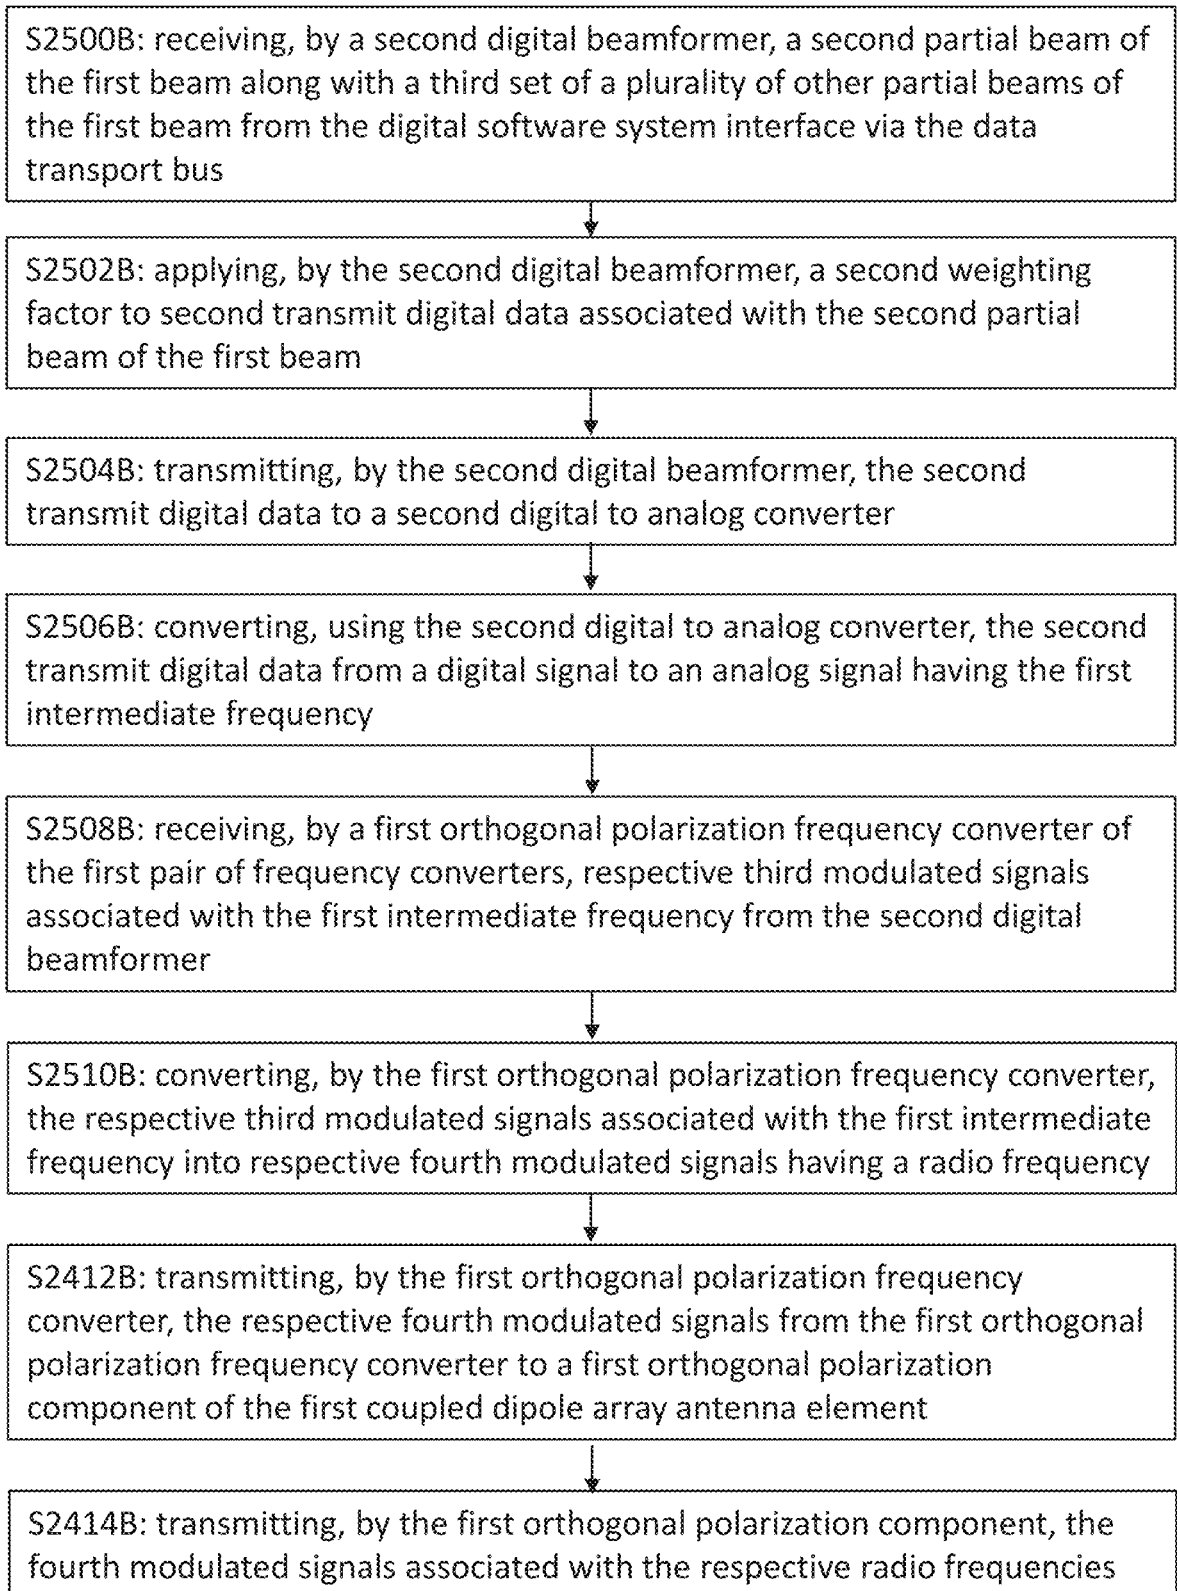 S2500B: receiving, by a second digital beamformer, a second partial beam of
the first beam along with a third set of a plurality of other partial beams of
the first beam from the digital software system interface via the data
transport bus
S2502B: applying, by the second digital beamformer, a second weighting
factor to second transmit digital data associated with the second partial
beam of the first beam
S2504B: transmitting, by the second digital beamformer, the second
transmit digital data to a second digital to analog converter
S2506B: converting, using the second digital to analog converter, the second
transmit digital data from a digital signal to an analog signal having the first
intermediate frequency
S2508B: receiving, by a first orthogonal polarization frequency converter of
the first pair of frequency converters, respective third modulated signals
associated with the first intermediate frequency from the second digital
beamformer
S2510B: converting, by the first orthogonal polarization frequency converter,
the respective third modulated signals associated with the first intermediate
frequency into respective fourth modulated signals having a radio frequency
S2412B: transmitting, by the first orthogonal polarization frequency
converter, the respective fourth modulated signals from the first orthogonal
polarization frequency converter to a first orthogonal polarization
component of the first coupled dipole array antenna element
S2414B: transmitting, by the first orthogonal polarization component, the
fourth modulated signals associated with the respective radio frequencies